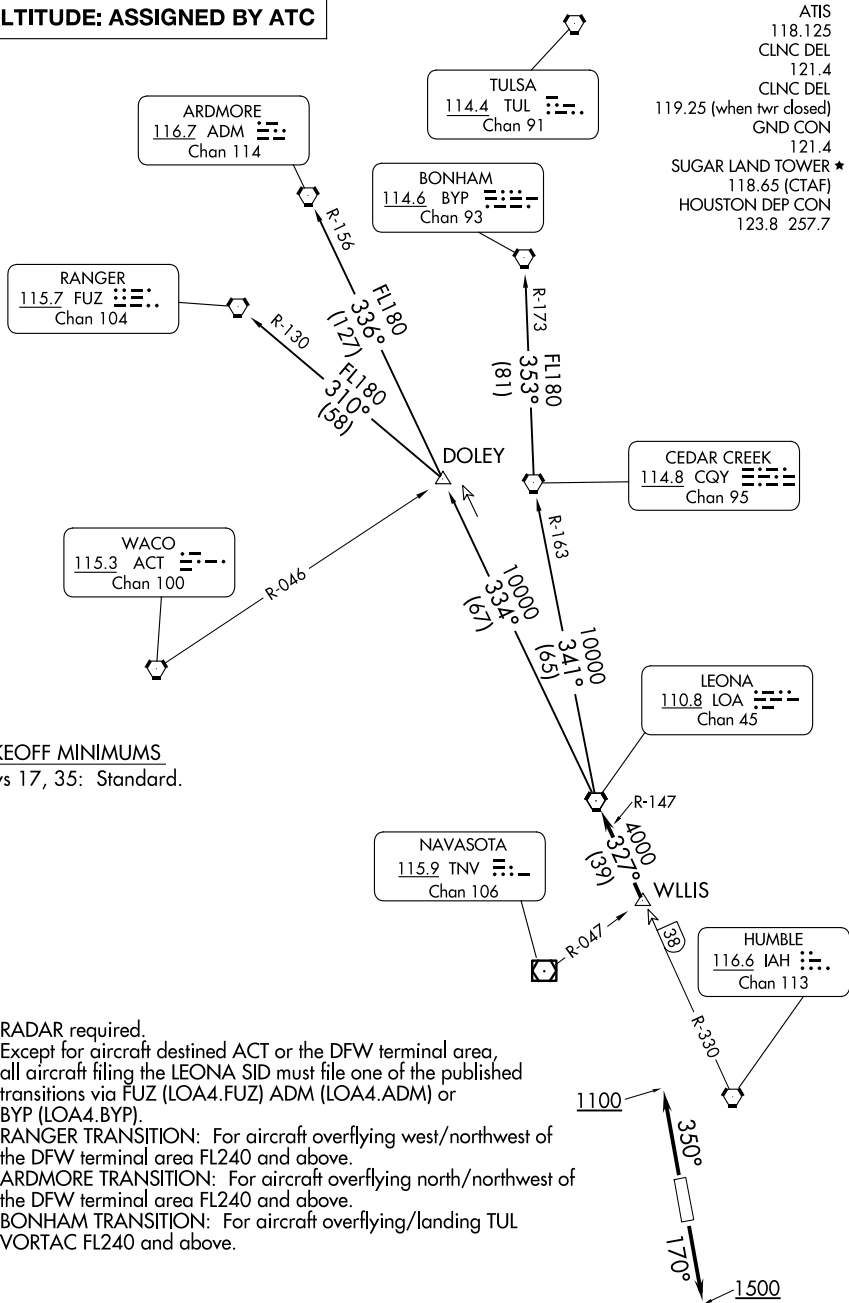 LTITUDE: ASSIGNED BY ATC
ATIS
118.125
CLNC DEL
121.4
CLNC DEL
119.25 (when twr closed)
GND CON
121.4
SUGAR LAND TOWER ★
118.65 (CTAF)
HOUSTON DEP CON
123.8 257.7
TULSA
114.4 TUL
Chan 91
ARDMORE
116.7 ADM
Chan 114
BONHAM
114.6 BYP
Chan 93
RANGER
115.7 FUZ
Chan 104
R-156
R-130
R-173
FL180
336°
(127)
FL180
310°
(58)
FL180
353°
(81)
DOLEY
CEDAR CREEK
114.8 CQY
Chan 95
WACO
115.3 ACT
Chan 100
R-046
R-163
10000
334°
(67)
10000
341°
(65)
LEONA
110.8 LOA
Chan 45
KEOFF MINIMUMS
ys 17, 35: Standard.
R-147
4000
327°
(39)
NAVASOTA
115.9 TNV
Chan 106
WLLIS
R-047
38
HUMBLE
116.6 IAH
Chan 113
R-330
RADAR required.
Except for aircraft destined ACT or the DFW terminal area,
all aircraft filing the LEONA SID must file one of the published
transitions via FUZ (LOA4.FUZ) ADM (LOA4.ADM) or
BYP (LOA4.BYP).
RANGER TRANSITION: For aircraft overflying west/northwest of
the DFW terminal area FL240 and above.
ARDMORE TRANSITION: For aircraft overflying north/northwest of
the DFW terminal area FL240 and above.
BONHAM TRANSITION: For aircraft overflying/landing TUL
VORTAC FL240 and above.
1100
350°
170°
1500